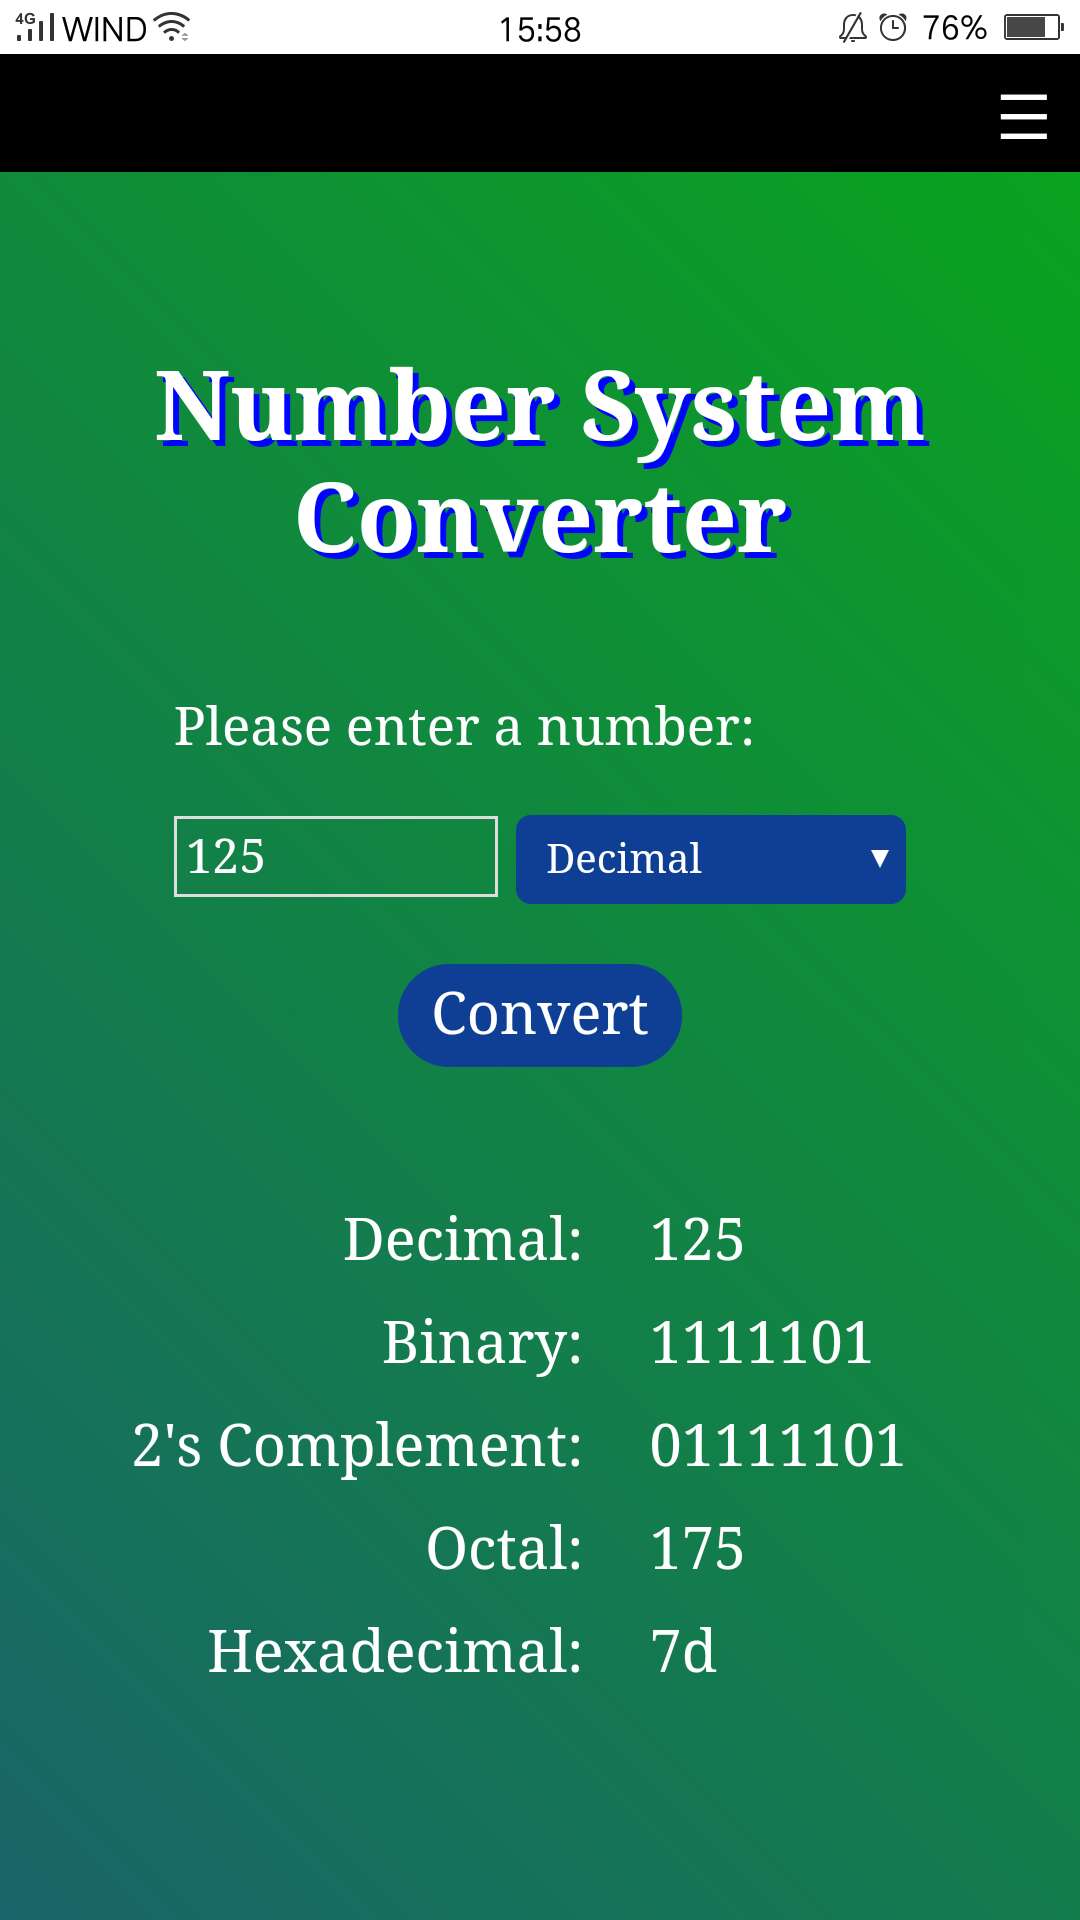 4G WIND 15:58 76%
Number System
Converter
Please enter a number:
125 Decimal ▼
Convert
Decimal: 125
Binary: 1111101
2's Complement: 01111101
Octal: 175
Hexadecimal: 7d